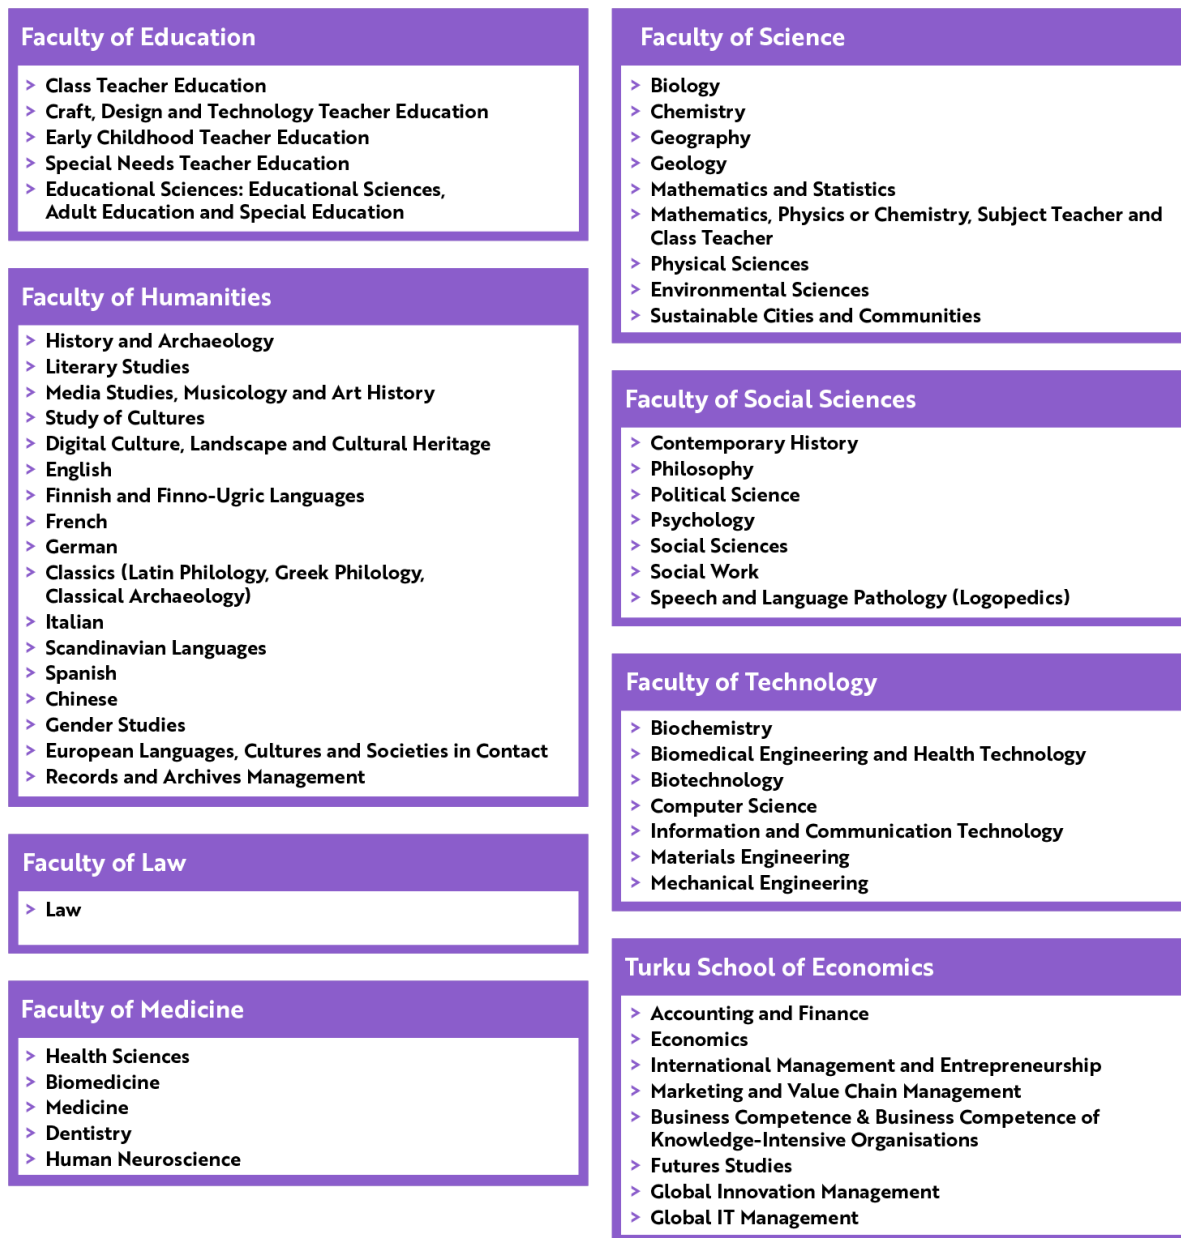 Faculty of Education
> Class Teacher Education
> Craft, Design and Technology Teacher Education
> Early Childhood Teacher Education
> Special Needs Teacher Education
> Educational Sciences: Educational Sciences,
Adult Education and Special Education
Faculty of Humanities
> History and Archaeology
> Literary Studies
> Media Studies, Musicology and Art History
> Study of Cultures
> Digital Culture, Landscape and Cultural Heritage
> English
> Finnish and Finno-Ugric Languages
> French
> German
> Classics (Latin Philology, Greek Philology,
Classical Archaeology)
> Italian
> Scandinavian Languages
> Spanish
> Chinese
> Gender Studies
> European Languages, Cultures and Societies in Contact
> Records and Archives Management
Faculty of Law
> Law
Faculty of Medicine
> Health Sciences
> Biomedicine
> Medicine
> Dentistry
> Human Neuroscience
Faculty of Science
> Biology
> Chemistry
> Geography
> Geology
> Mathematics and Statistics
> Mathematics, Physics or Chemistry, Subject Teacher and
Class Teacher
> Physical Sciences
> Environmental Sciences
> Sustainable Cities and Communities
Faculty of Social Sciences
> Contemporary History
> Philosophy
> Political Science
> Psychology
> Social Sciences
> Social Work
> Speech and Language Pathology (Logopedics)
Faculty of Technology
> Biochemistry
> Biomedical Engineering and Health Technology
> Biotechnology
> Computer Science
> Information and Communication Technology
> Materials Engineering
> Mechanical Engineering
Turku School of Economics
> Accounting and Finance
> Economics
> International Management and Entrepreneurship
> Marketing and Value Chain Management
> Business Competence & Business Competence of
Knowledge-Intensive Organisations
> Futures Studies
> Global Innovation Management
> Global IT Management